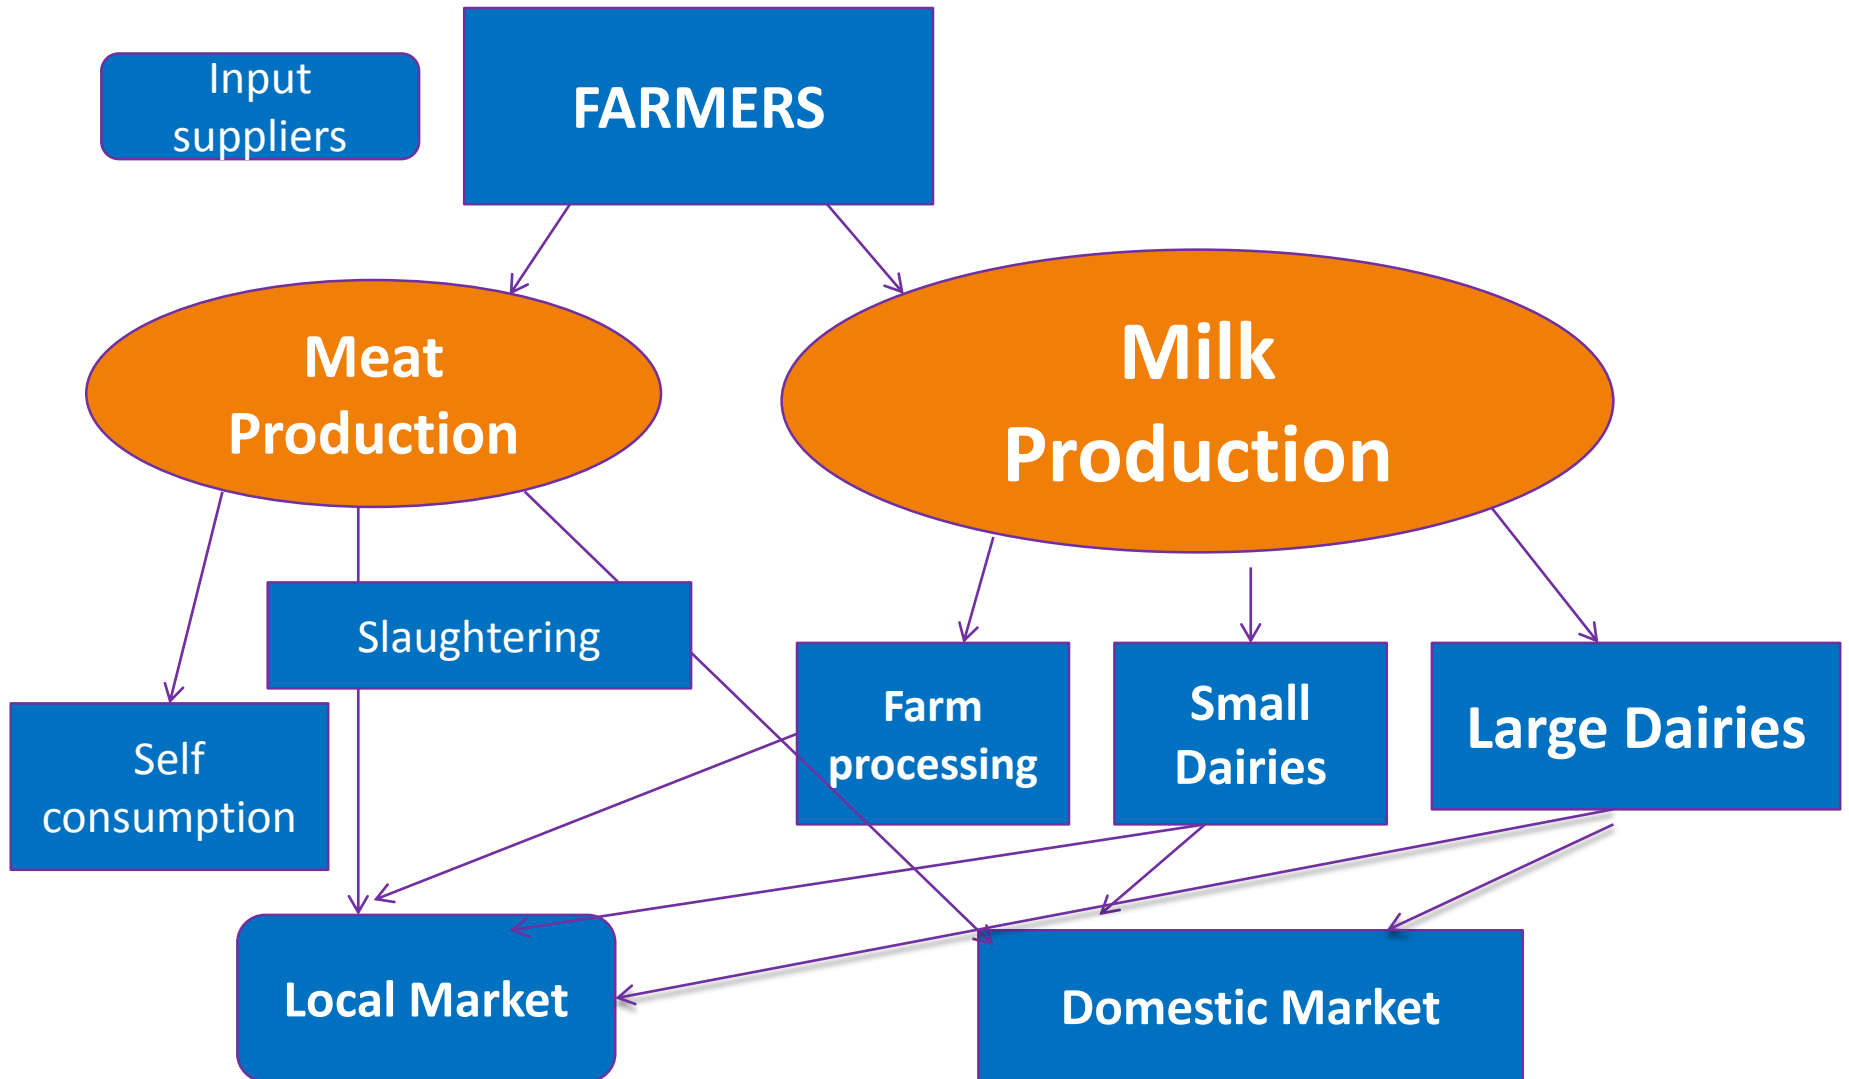 Input
suppliers
FARMERS
Meat
Production
Milk
Production
Slaughtering
Self
consumption
Farm
processing
Small
Dairies
Large Dairies
Local Market
Domestic Market